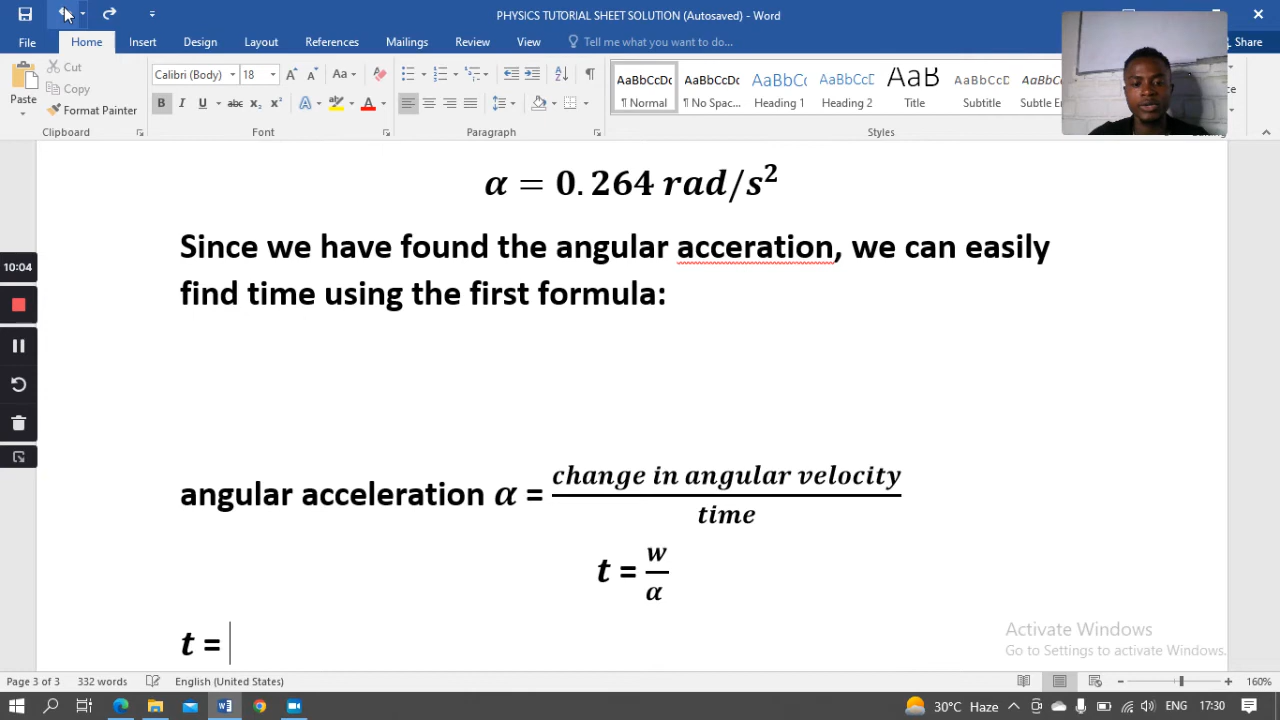 PHYSICS TUTORIAL SHEET SOLUTION (Autosaved) - Word
File Home Insert Design Layout References Mailings Review View Tell me what you want to do... Share
Paste Cut Copy Format Painter
Calibri (Body) 18
AaBbCcDc AaBbCcDc AaBbCc AaBbCcD AaB AaBbCcD
¶ Normal ¶ No Spac... Heading 1 Heading 2 Title Subtitle Subtle Em
Clipboard Font Paragraph Styles
α = 0.264 rad/s²
Since we have found the angular acceration, we can easily
find time using the first formula:
10:04
angular acceleration α = change in angular velocity / time
t = w / α
t =
Activate Windows
Go to Settings to activate Windows.
Page 3 of 3 332 words English (United States) 160%
30°C Haze ENG 17:30